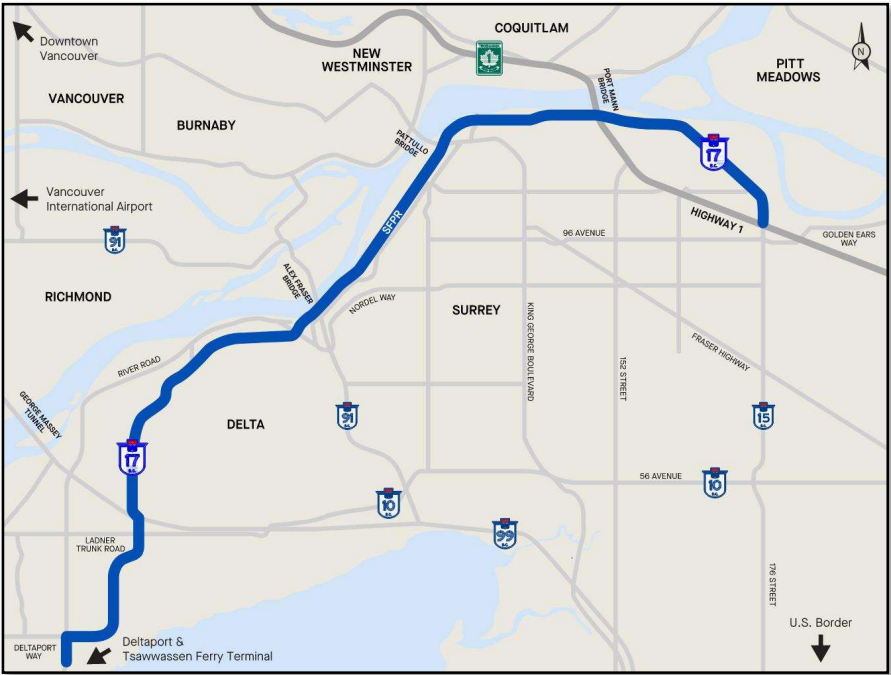 Downtown
Vancouver
COQUITLAM
NEW
WESTMINSTER
1
PORT MANN
BRIDGE
PITT
MEADOWS
N
VANCOUVER
BURNABY
PATTULLO
BRIDGE
17
B.C.
Vancouver
International Airport
SFPR
HIGHWAY 1
96 AVENUE
GOLDEN EARS
WAY
91
B.C.
ALEX FRASER
BRIDGE
RICHMOND
NORDEL WAY
SURREY
KING GEORGE BOULEVARD
152 STREET
FRASER HIGHWAY
RIVER ROAD
GEORGE MASSEY
TUNNEL
DELTA
91
B.C.
15
B.C.
17
B.C.
56 AVENUE
10
B.C.
10
B.C.
99
B.C.
LADNER
TRUNK ROAD
176 STREET
U.S. Border
DELTAPORT
WAY
Deltaport &
Tsawwassen Ferry Terminal